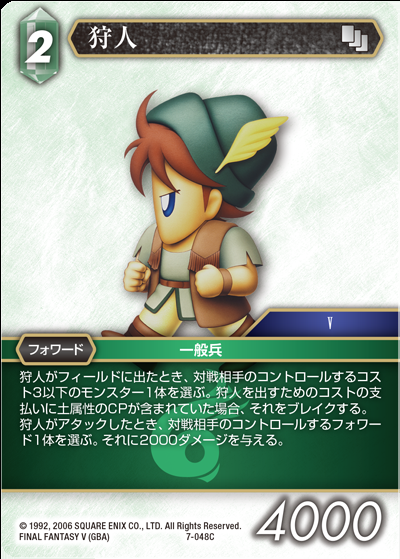 2
狩人
V
フォワード
一般兵
狩人がフィールドに出たとき、対戦相手のコントロールするコス
ト3以下のモンスター1体を選ぶ。狩人を出すためのコストの支
払いに土属性のCPが含まれていた場合、それをブレイクする。
狩人がアタックしたとき、対戦相手のコントロールするフォワー
ド1体を選ぶ。それに2000ダメージを与える。
© 1992, 2006 SQUARE ENIX CO., LTD. All Rights Reserved.
FINAL FANTASY V (GBA)
7-048C
4000